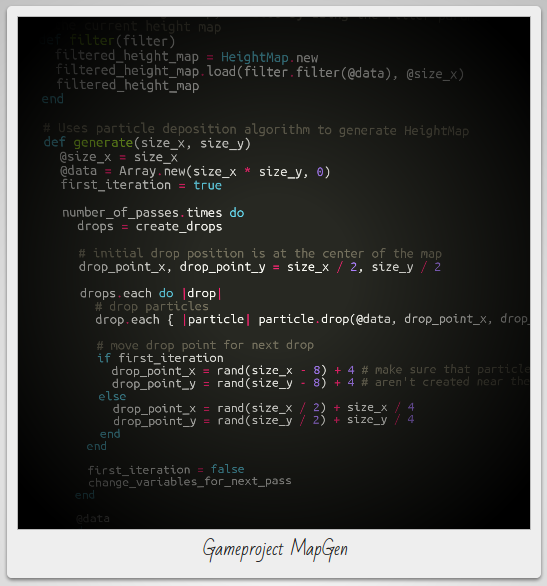 current height map
def filter(filter)
filtered_height_map = HeightMap.new
filtered_height_map.load(filter.filter(@data), @size_x)
filtered_height_map
end
# Uses particle deposition algorithm to generate HeightMap
def generate(size_x, size_y)
@size_x = size_x
@data = Array.new(size_x * size_y, 0)
first_iteration = true
number_of_passes.times do
drops = create_drops
# initial drop position is at the center of the map
drop_point_x, drop_point_y = size_x / 2, size_y / 2
drops.each do |drop|
# drop particles
drop.each { |particle| particle.drop(@data, drop_point_x, drop_
# move drop point for next drop
if first_iteration
drop_point_x = rand(size_x - 8) + 4 # make sure that particle
drop_point_y = rand(size_y - 8) + 4 # aren't created near the
else
drop_point_x = rand(size_x / 2) + size_x / 4
drop_point_y = rand(size_y / 2) + size_y / 4
end
end
first_iteration = false
change_variables_for_next_pass
end
@data
Gameproject MapGen